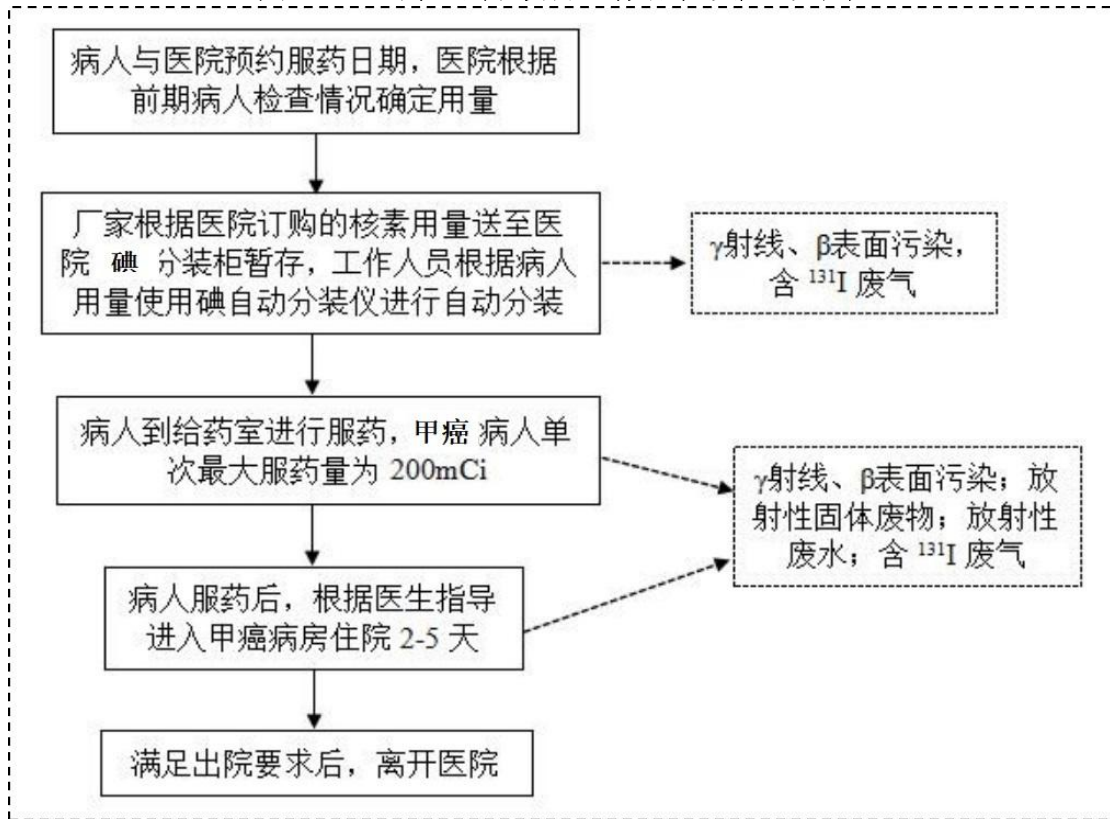 病人与医院预约服药日期，医院根据
前期病人检查情况确定用量
厂家根据医院订购的核素用量送至医
院 碘 分装柜暂存，工作人员根据病人
用量使用碘自动分装仪进行自动分装
γ射线、β表面污染，
含 ¹³¹I 废气
病人到给药室进行服药，甲癌 病人单
次最大服药量为 200mCi
γ射线、β表面污染；放
射性固体废物；放射性
废水；含 ¹³¹I 废气
病人服药后，根据医生指导
进入甲癌病房住院 2-5 天
满足出院要求后，离开医院